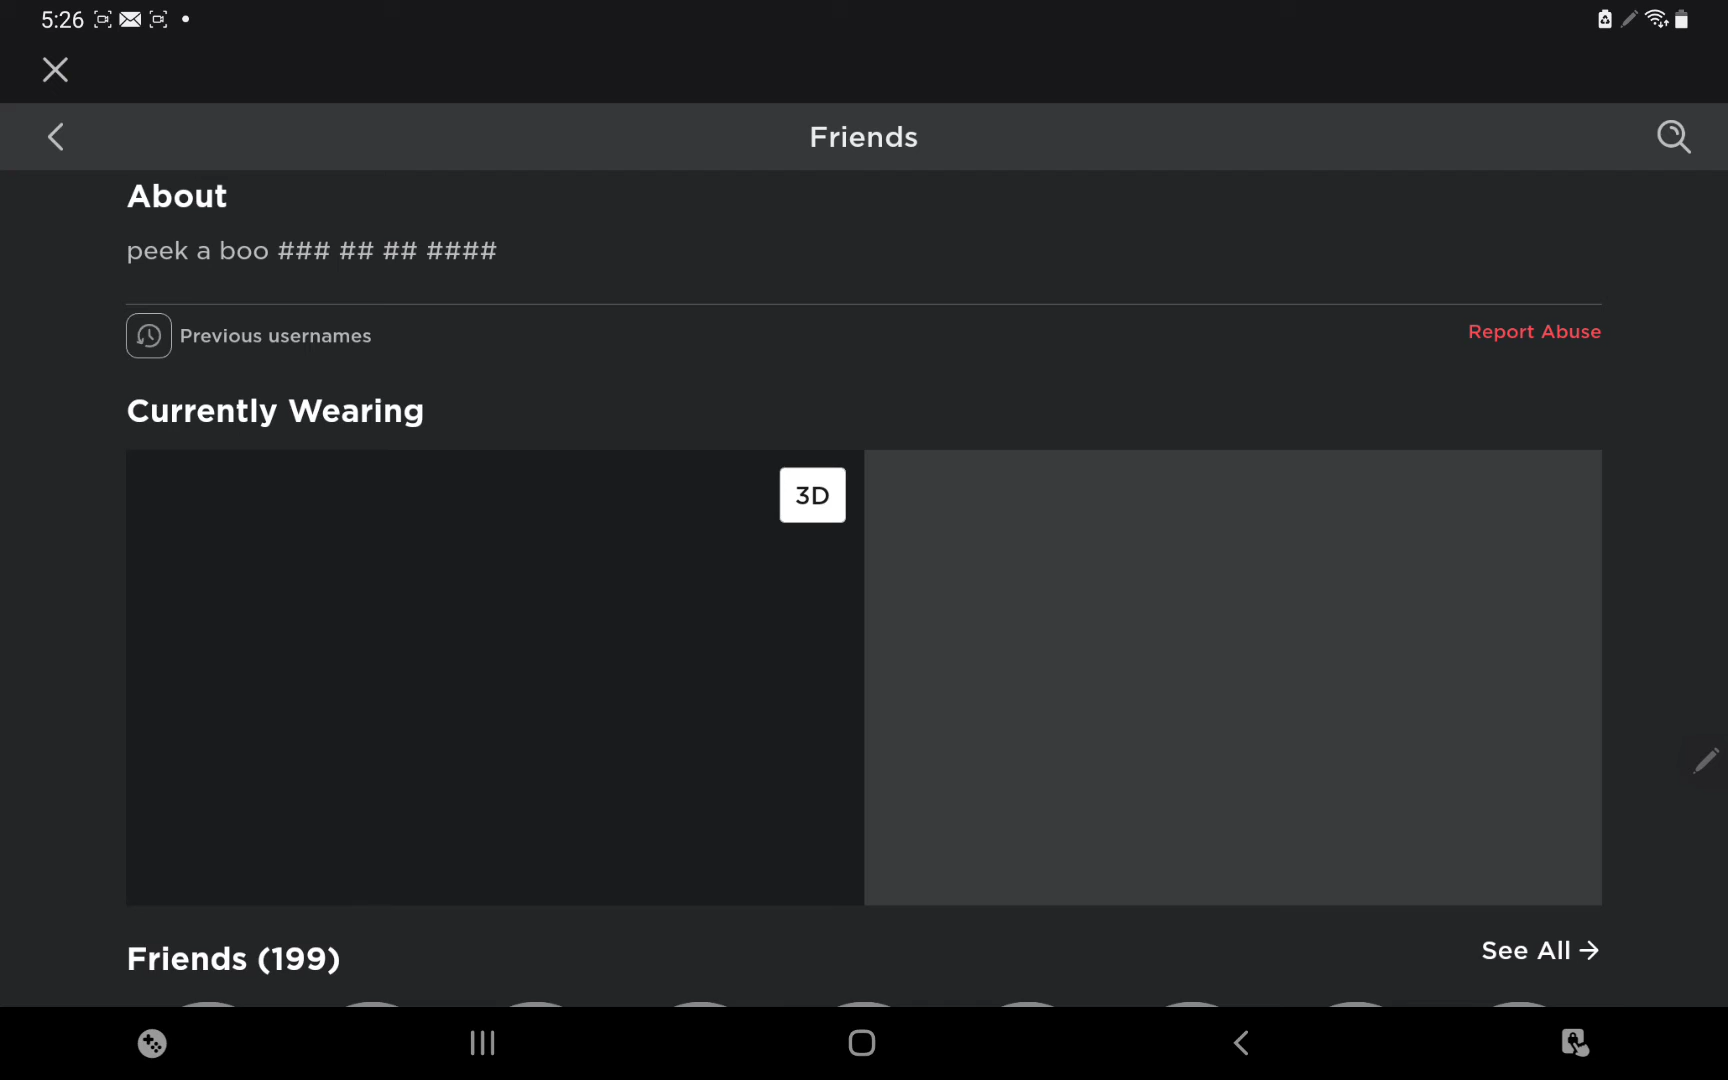 5:26
Friends
About
peek a boo ### ## ## ####
Previous usernames
Report Abuse
Currently Wearing
3D
Friends (199)
See All